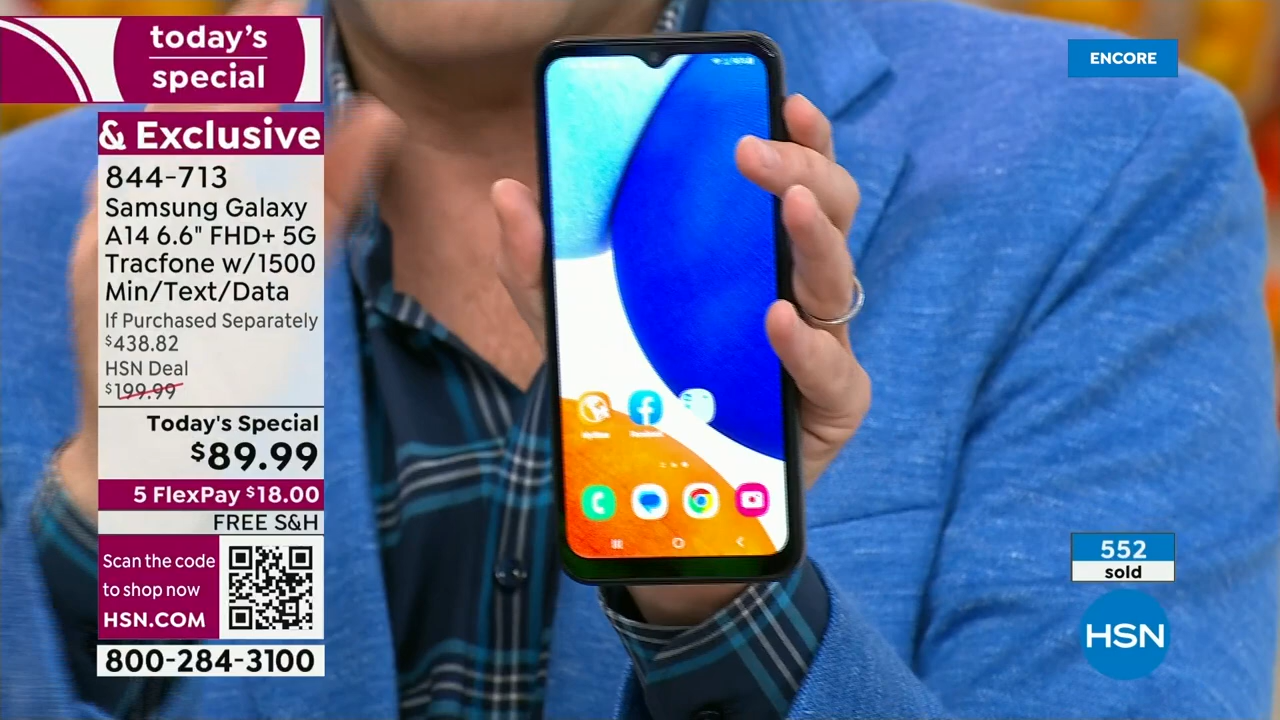 today's
special
& Exclusive
844-713
Samsung Galaxy
A14 6.6" FHD+ 5G
Tracfone w/1500
Min/Text/Data
If Purchased Separately
$438.82
HSN Deal
$199.99
Today's Special
$89.99
5 FlexPay $18.00
FREE S&H
Scan the code
to shop now
HSN.COM
800-284-3100
ENCORE
552
sold
HSN